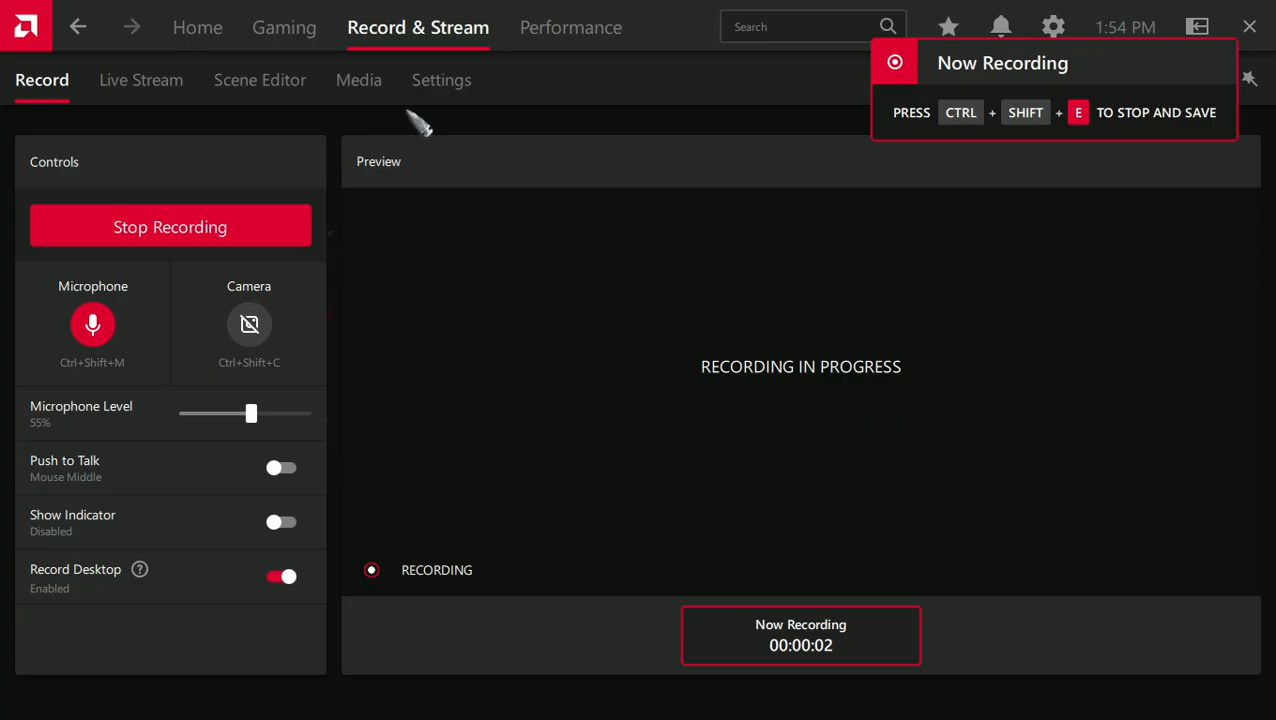 Home Gaming Record & Stream Performance Search 1:54 PM
Record Live Stream Scene Editor Media Settings
Now Recording
PRESS CTRL + SHIFT + E TO STOP AND SAVE
Controls
Stop Recording
Microphone Camera
Ctrl+Shift+M Ctrl+Shift+C
Microphone Level
55%
Push to Talk
Mouse Middle
Show Indicator
Disabled
Record Desktop ?
Enabled
Preview
RECORDING IN PROGRESS
RECORDING
Now Recording
00:00:02